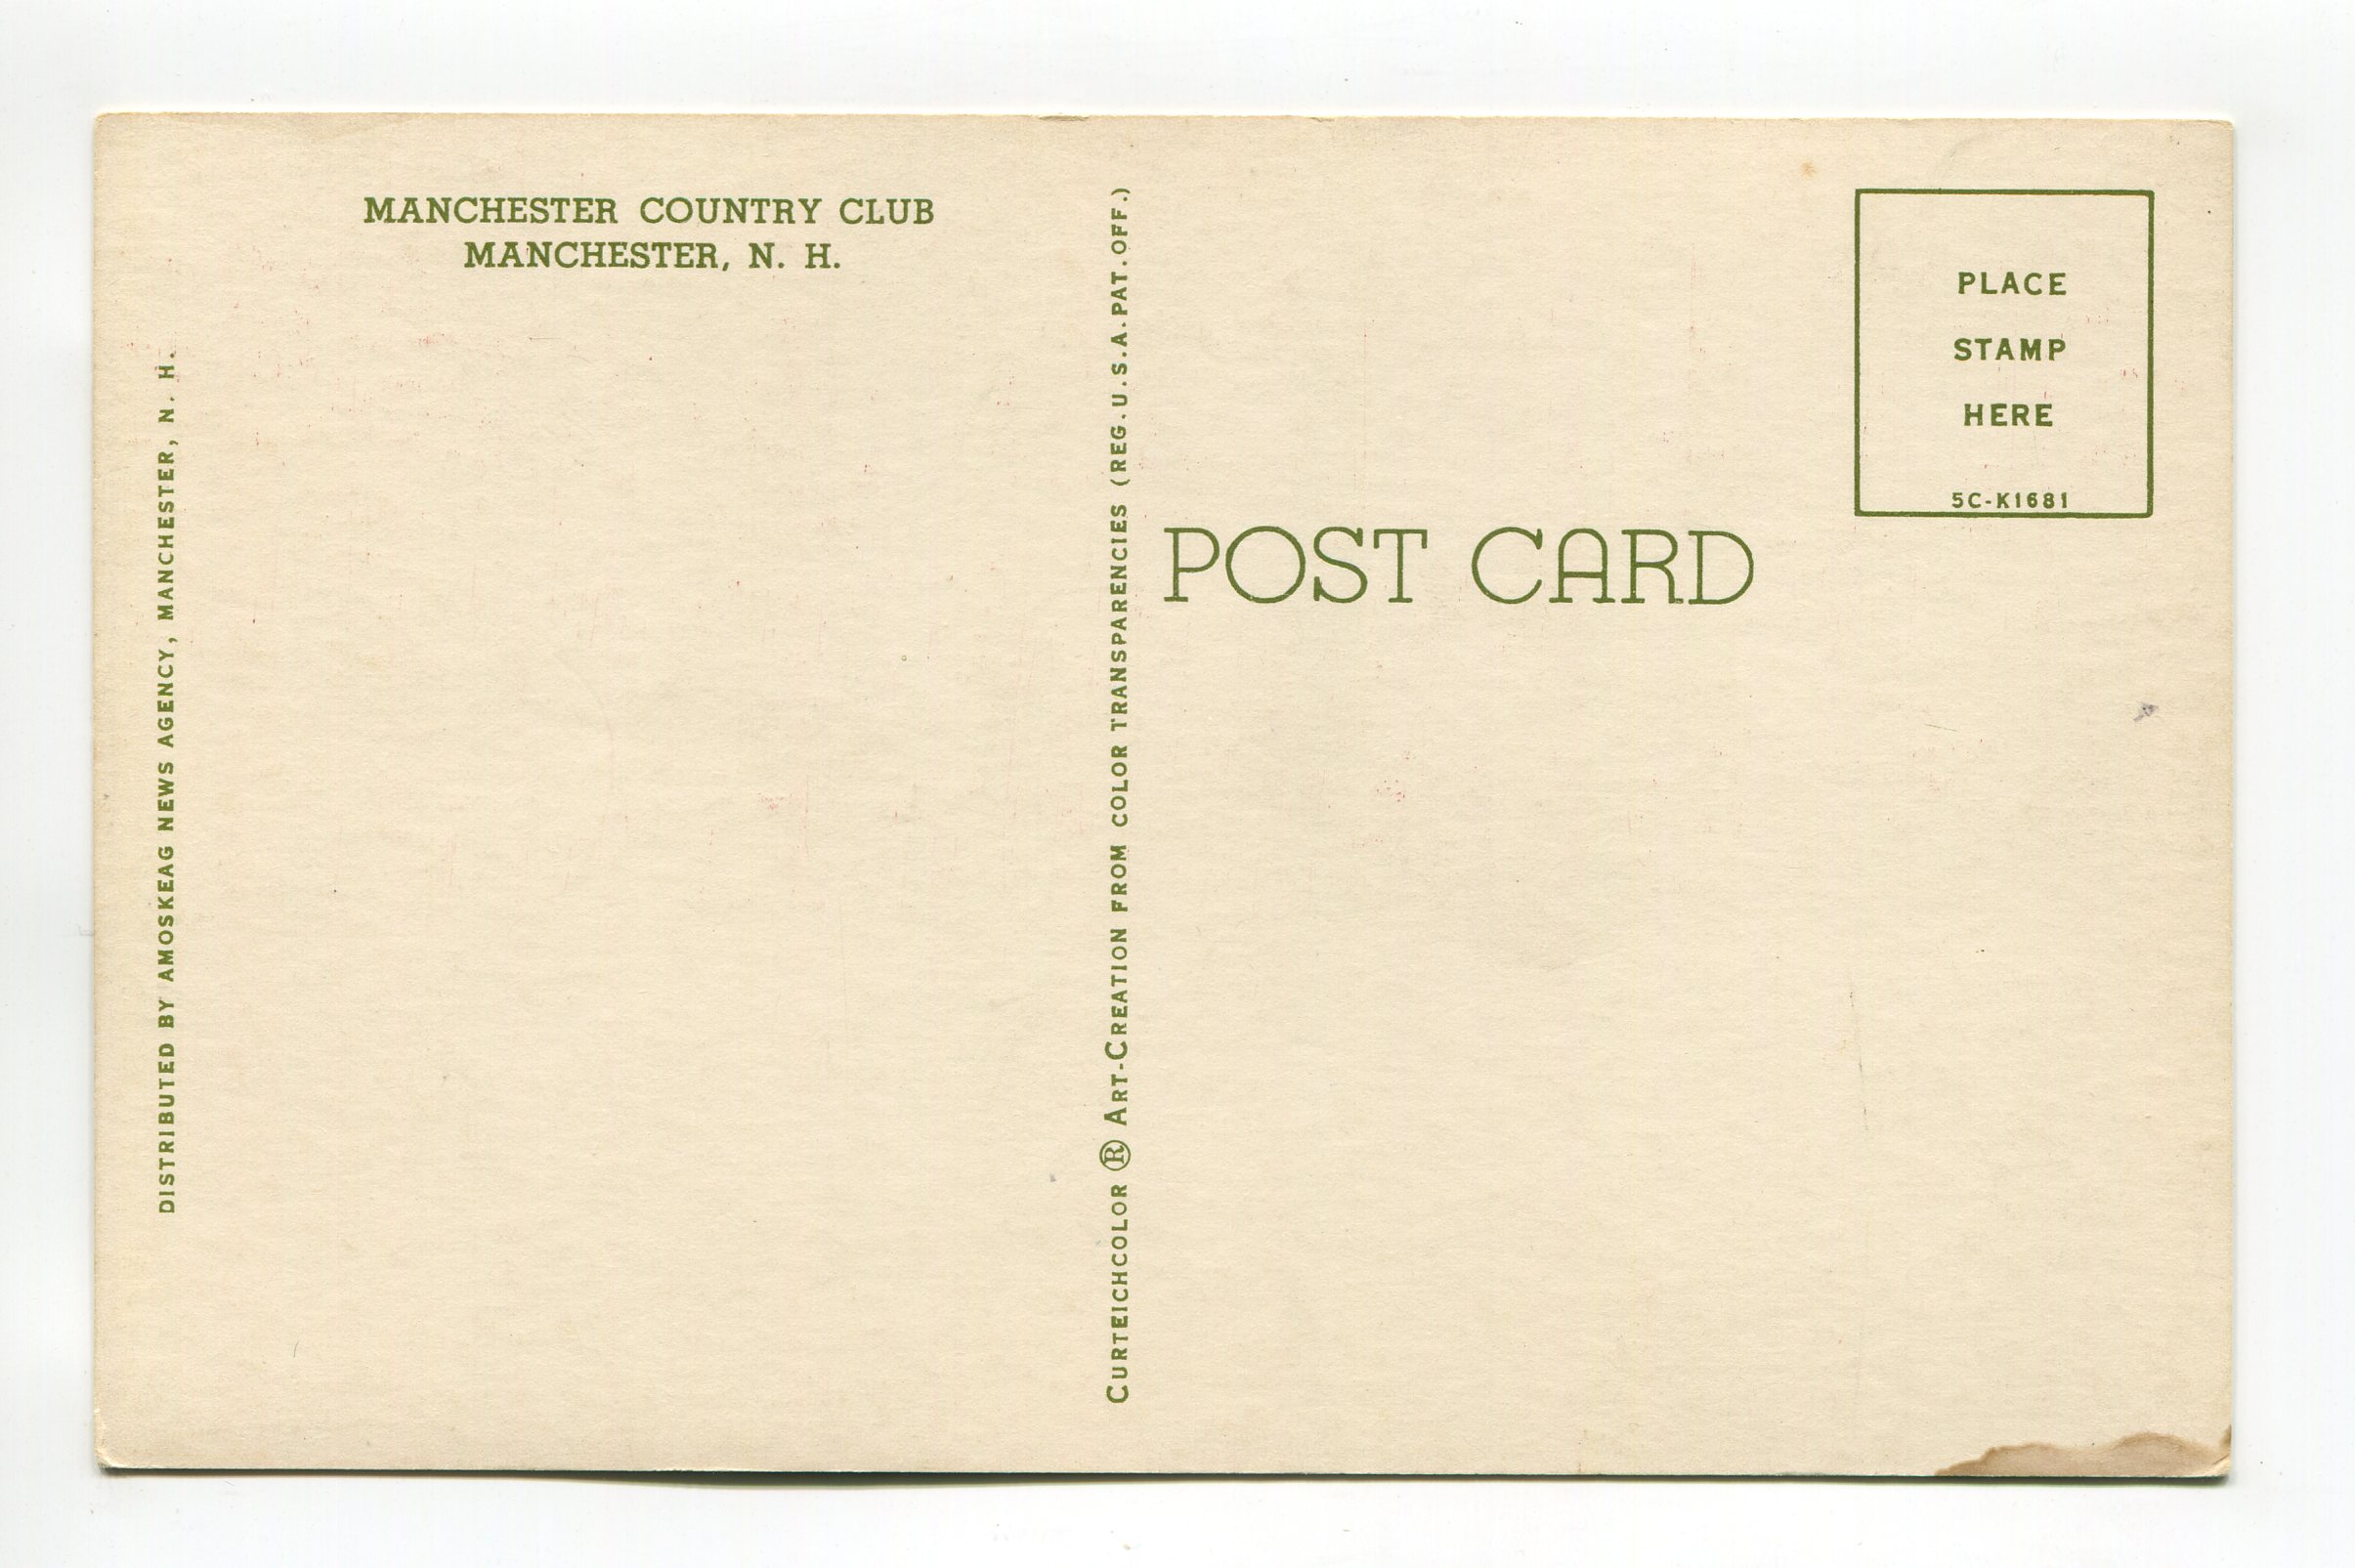 MANCHESTER COUNTRY CLUB
MANCHESTER, N. H.
DISTRIBUTED BY AMOSKEAG NEWS AGENCY, MANCHESTER, N. H.
CURTEICHCOLOR ® ART-CREATION FROM COLOR TRANSPARENCIES (REG. U.S.A. PAT. OFF.)
POST CARD
PLACE
STAMP
HERE
5C-K1681